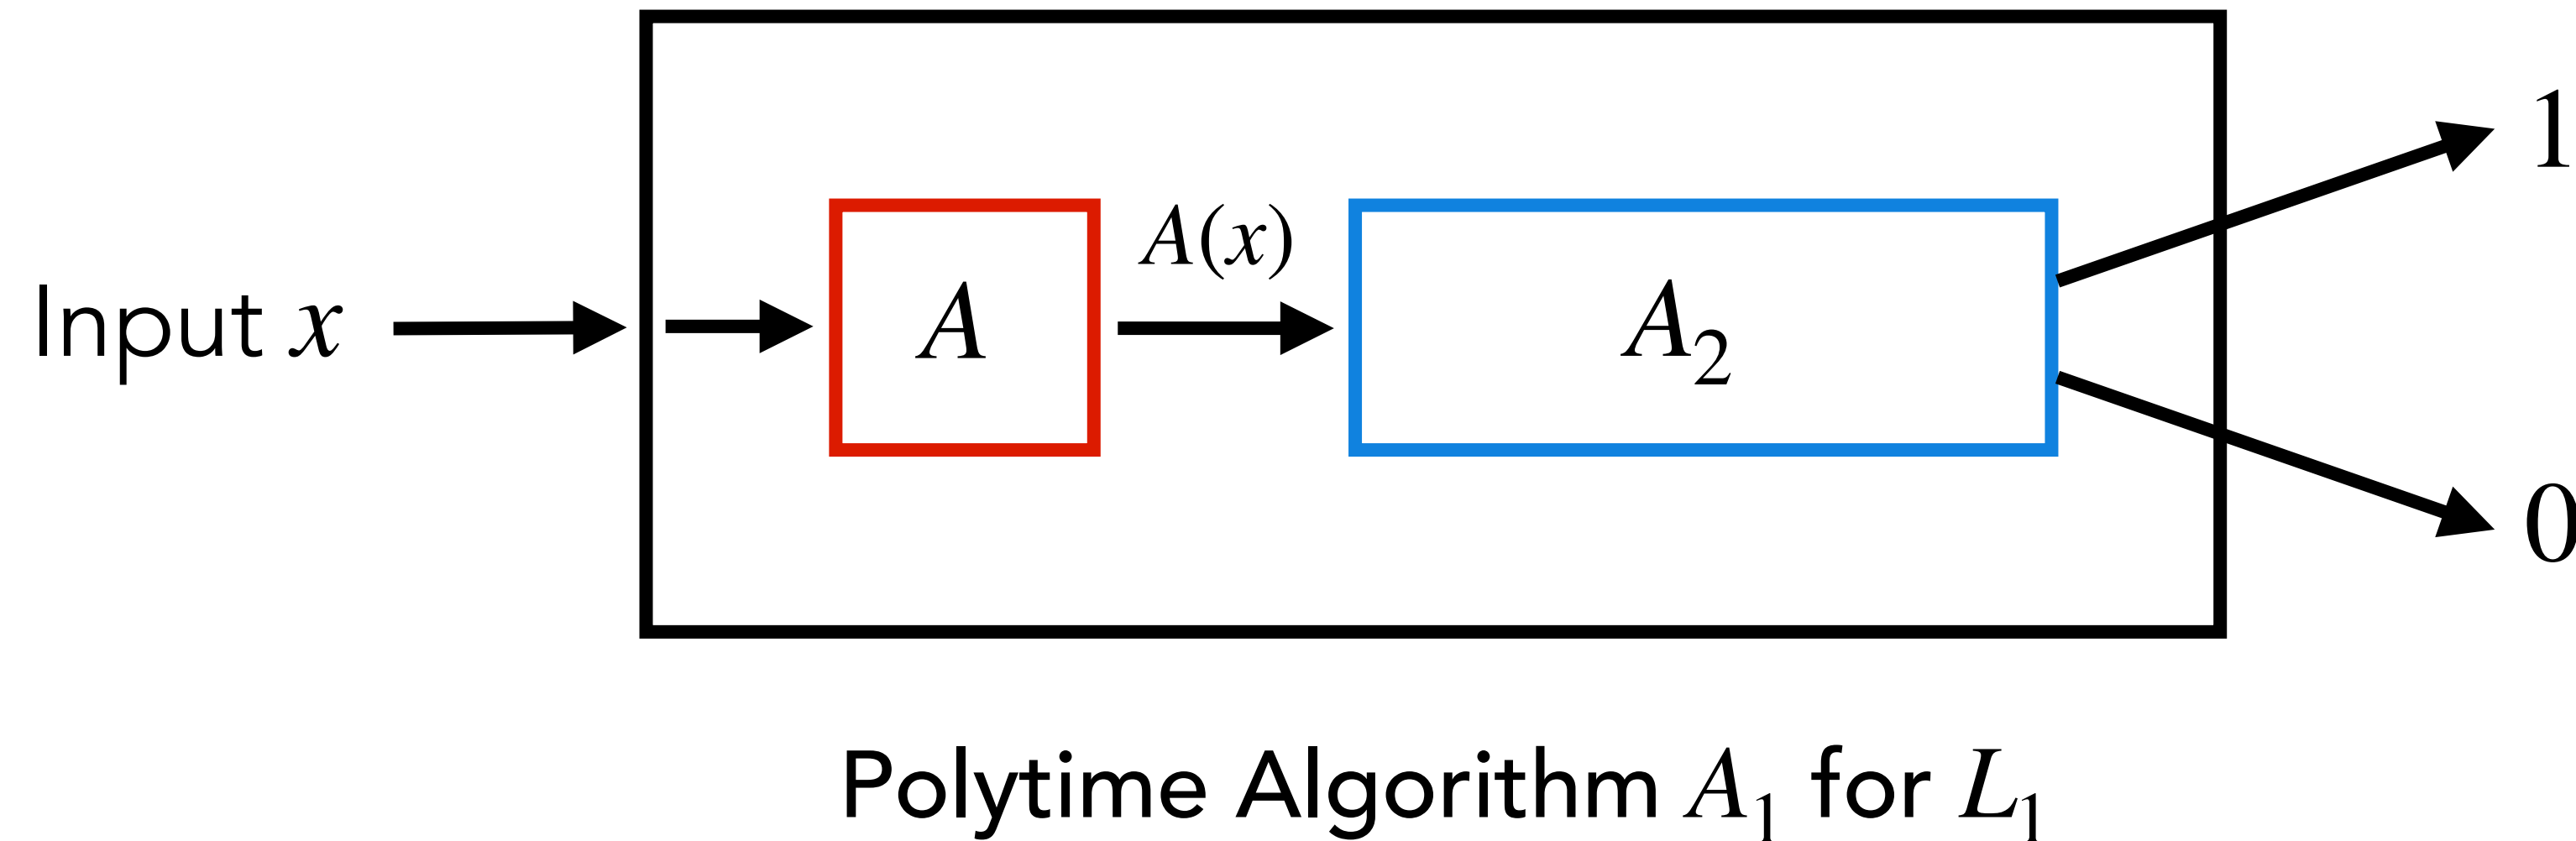 Input x
A
A(x)
A₂
1
0
Polytime Algorithm A₁ for L₁